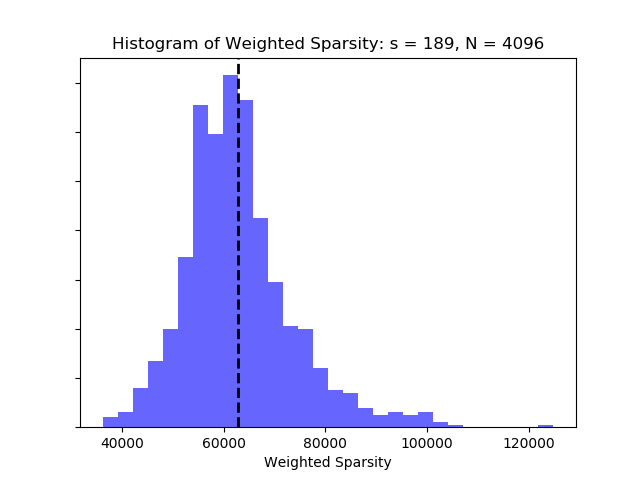 Histogram of Weighted Sparsity: s = 189, N = 4096
40000 60000 80000 100000 120000
Weighted Sparsity